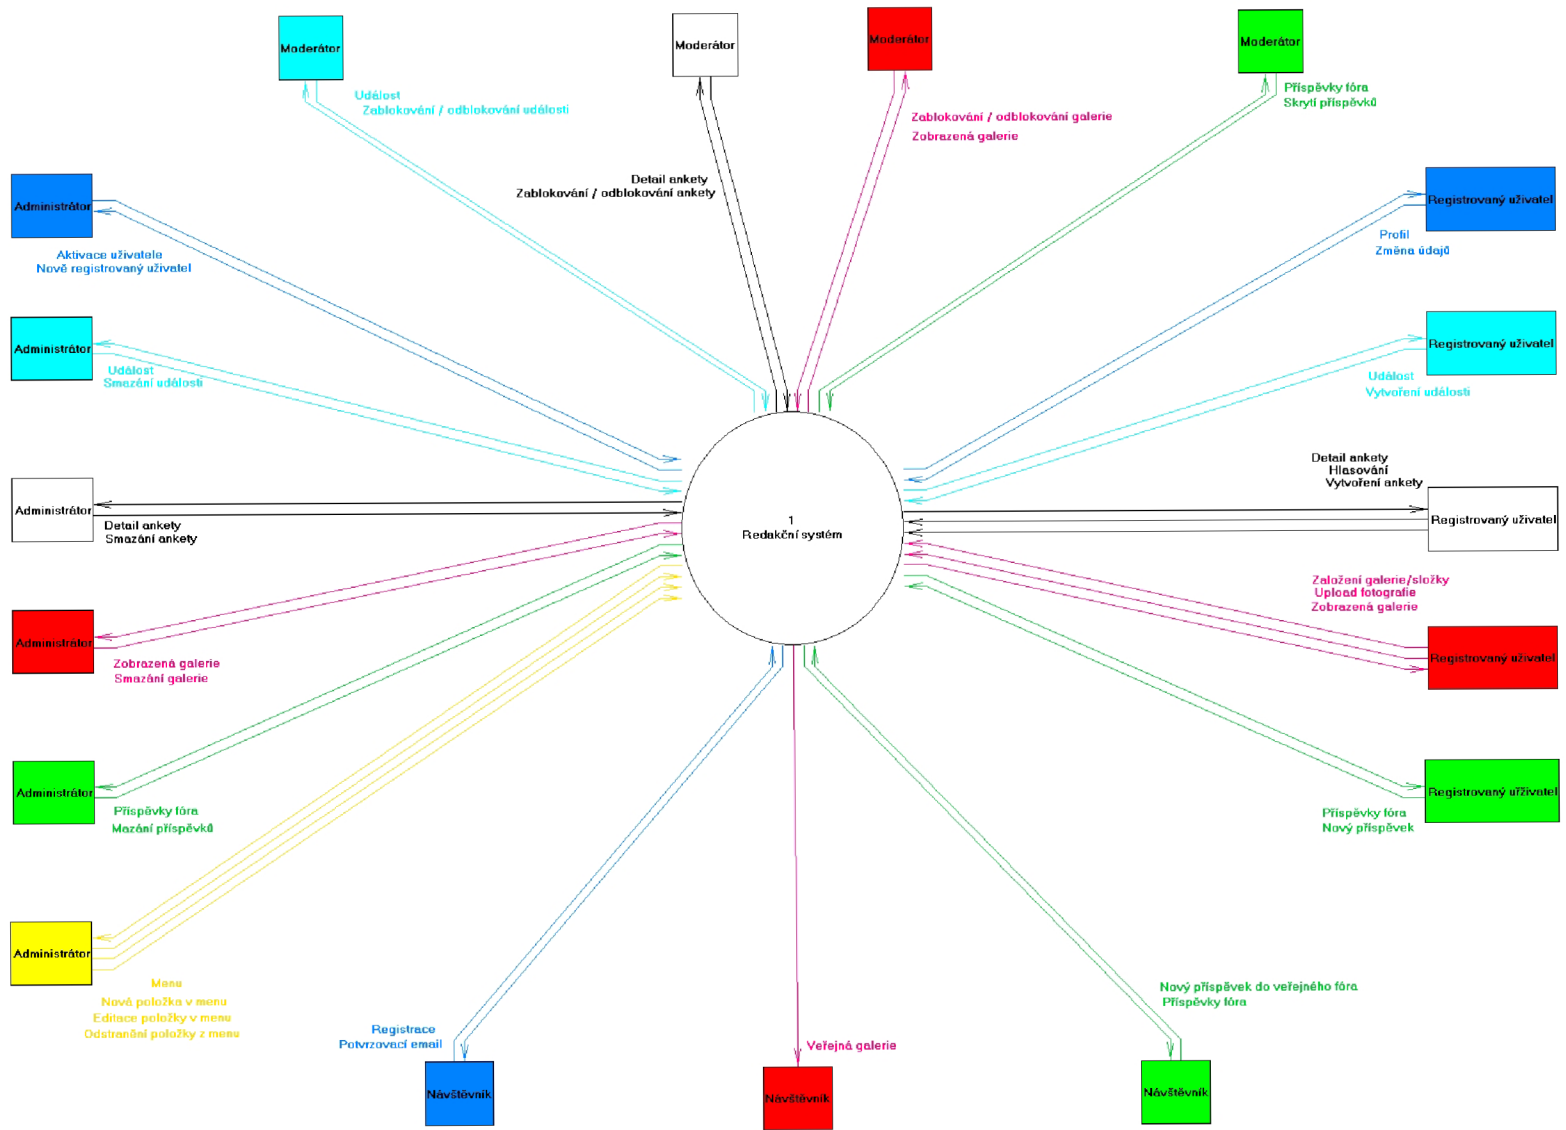 Moderátor
Moderátor
Moderátor
Moderátor
Událost
Zablokování / odblokování události
Zablokování / odblokování galerie
Zobrazená galerie
Příspěvky fóra
Skrytí příspěvků
Detail ankety
Zablokování / odblokování ankety
Administrátor
Aktivace uživatele
Nově registrovaný uživatel
Registrovaný uživatel
Profil
Změna údajů
Administrátor
Událost
Smazání události
Registrovaný uživatel
Událost
Vytvoření události
Administrátor
Detail ankety
Smazání ankety
1
Redakční systém
Detail ankety
Hlasování
Vytvoření ankety
Registrovaný uživatel
Administrátor
Zobrazená galerie
Smazání galerie
Založení galerie/složky
Upload fotografie
Zobrazená galerie
Registrovaný uživatel
Administrátor
Příspěvky fóra
Mazání příspěvků
Registrovaný uřživatel
Příspěvky fóra
Nový příspěvek
Administrátor
Menu
Nová položka v menu
Editace položky v menu
Odstranění položky z menu
Registrace
Potvrzovací email
Veřejná galerie
Nový příspěvek do veřejného fóra
Příspěvky fóra
Návštěvník
Návštěvník
Návštěvník